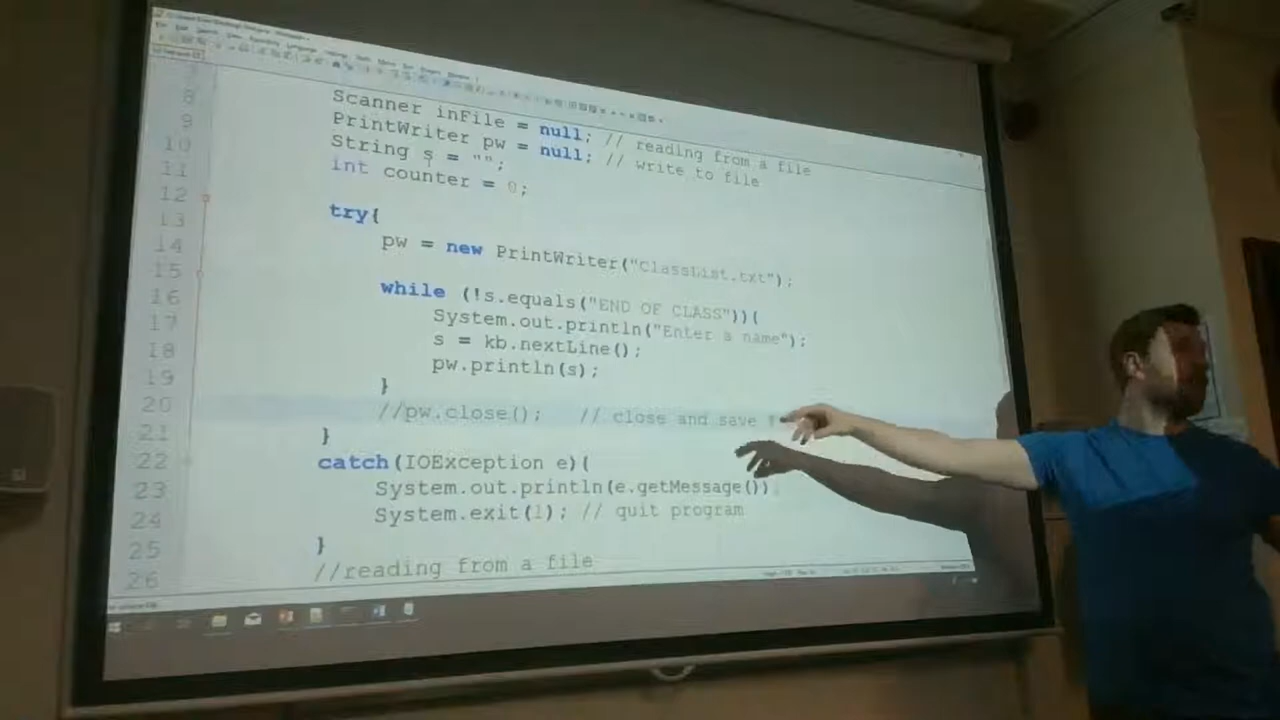 8 Scanner inFile = null; // reading from a file
9 PrintWriter pw = null; // write to file
10 String s = "";
11 int counter = 0;
12
13 try{
14 pw = new PrintWriter("ClassList.txt");
15
16 while (!s.equals("END OF CLASS")){
17 System.out.println("Enter a name");
18 s = kb.nextLine();
19 pw.println(s);
20 }
21 //pw.close(); // close and save
22 }
23 catch(IOException e){
24 System.out.println(e.getMessage())
25 System.exit(1); // quit program
26 }
//reading from a file